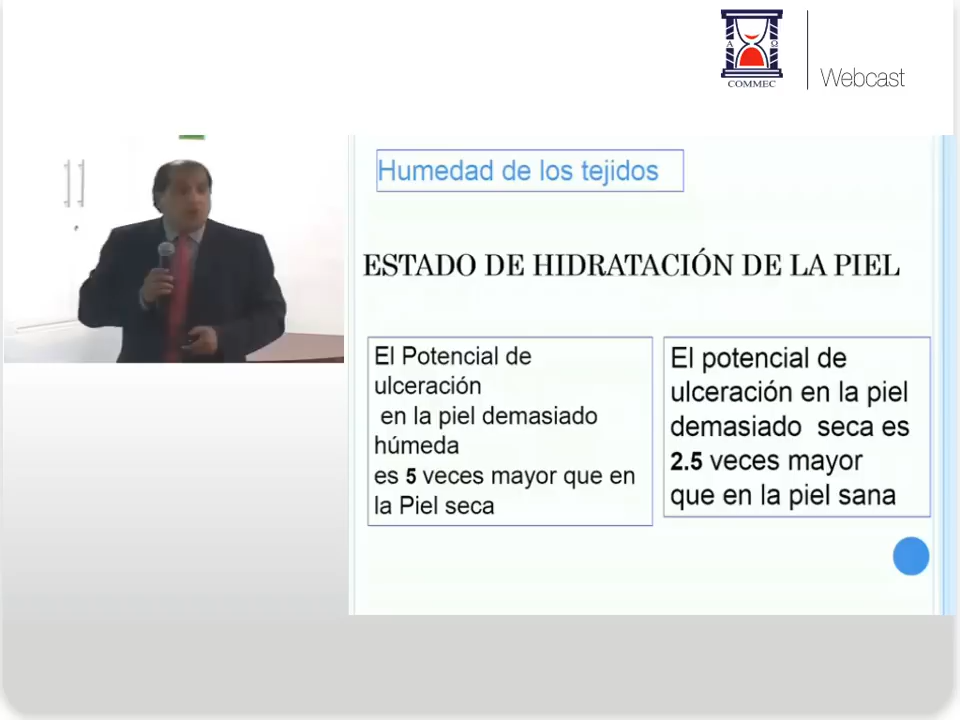 A Ω
COMMEC
Webcast
Humedad de los tejidos
ESTADO DE HIDRATACIÓN DE LA PIEL
El Potencial de
ulceración
en la piel demasiado
húmeda
es 5 veces mayor que en
la Piel seca
El potencial de
ulceración en la piel
demasiado seca es
2.5 veces mayor
que en la piel sana